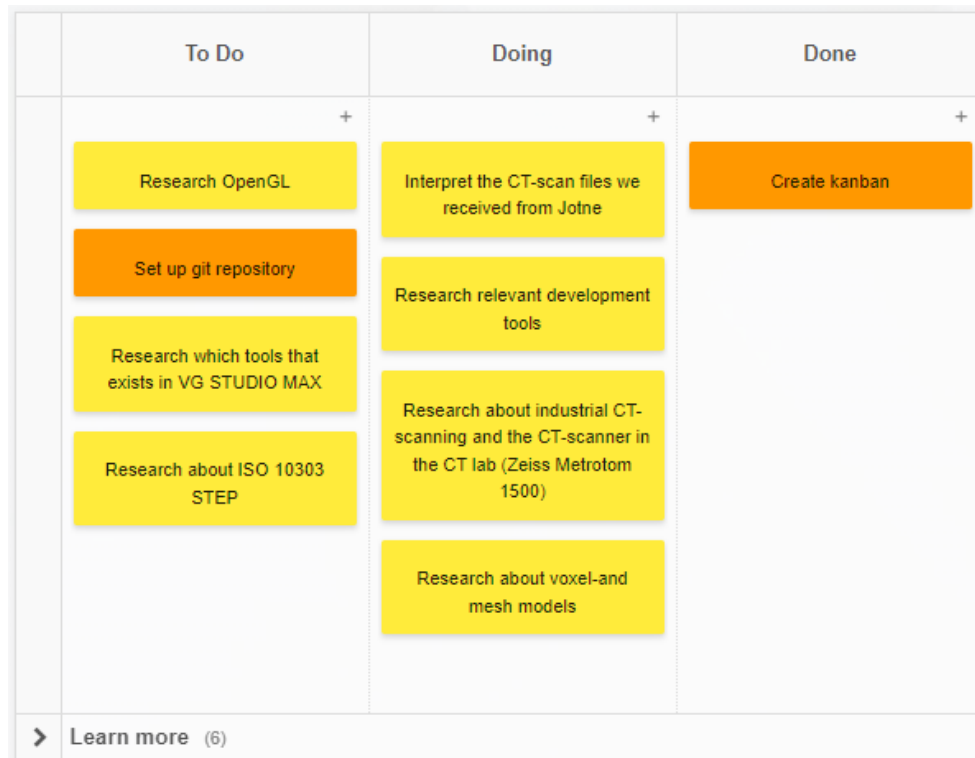 To Do
Doing
Done
+
+
+
Research OpenGL
Set up git repository
Research which tools that
exists in VG STUDIO MAX
Research about ISO 10303
STEP
Interpret the CT-scan files we
received from Jotne
Research relevant development
tools
Research about industrial CT-
scanning and the CT-scanner in
the CT lab (Zeiss Metrotom
1500)
Research about voxel-and
mesh models
Create kanban
Learn more (6)